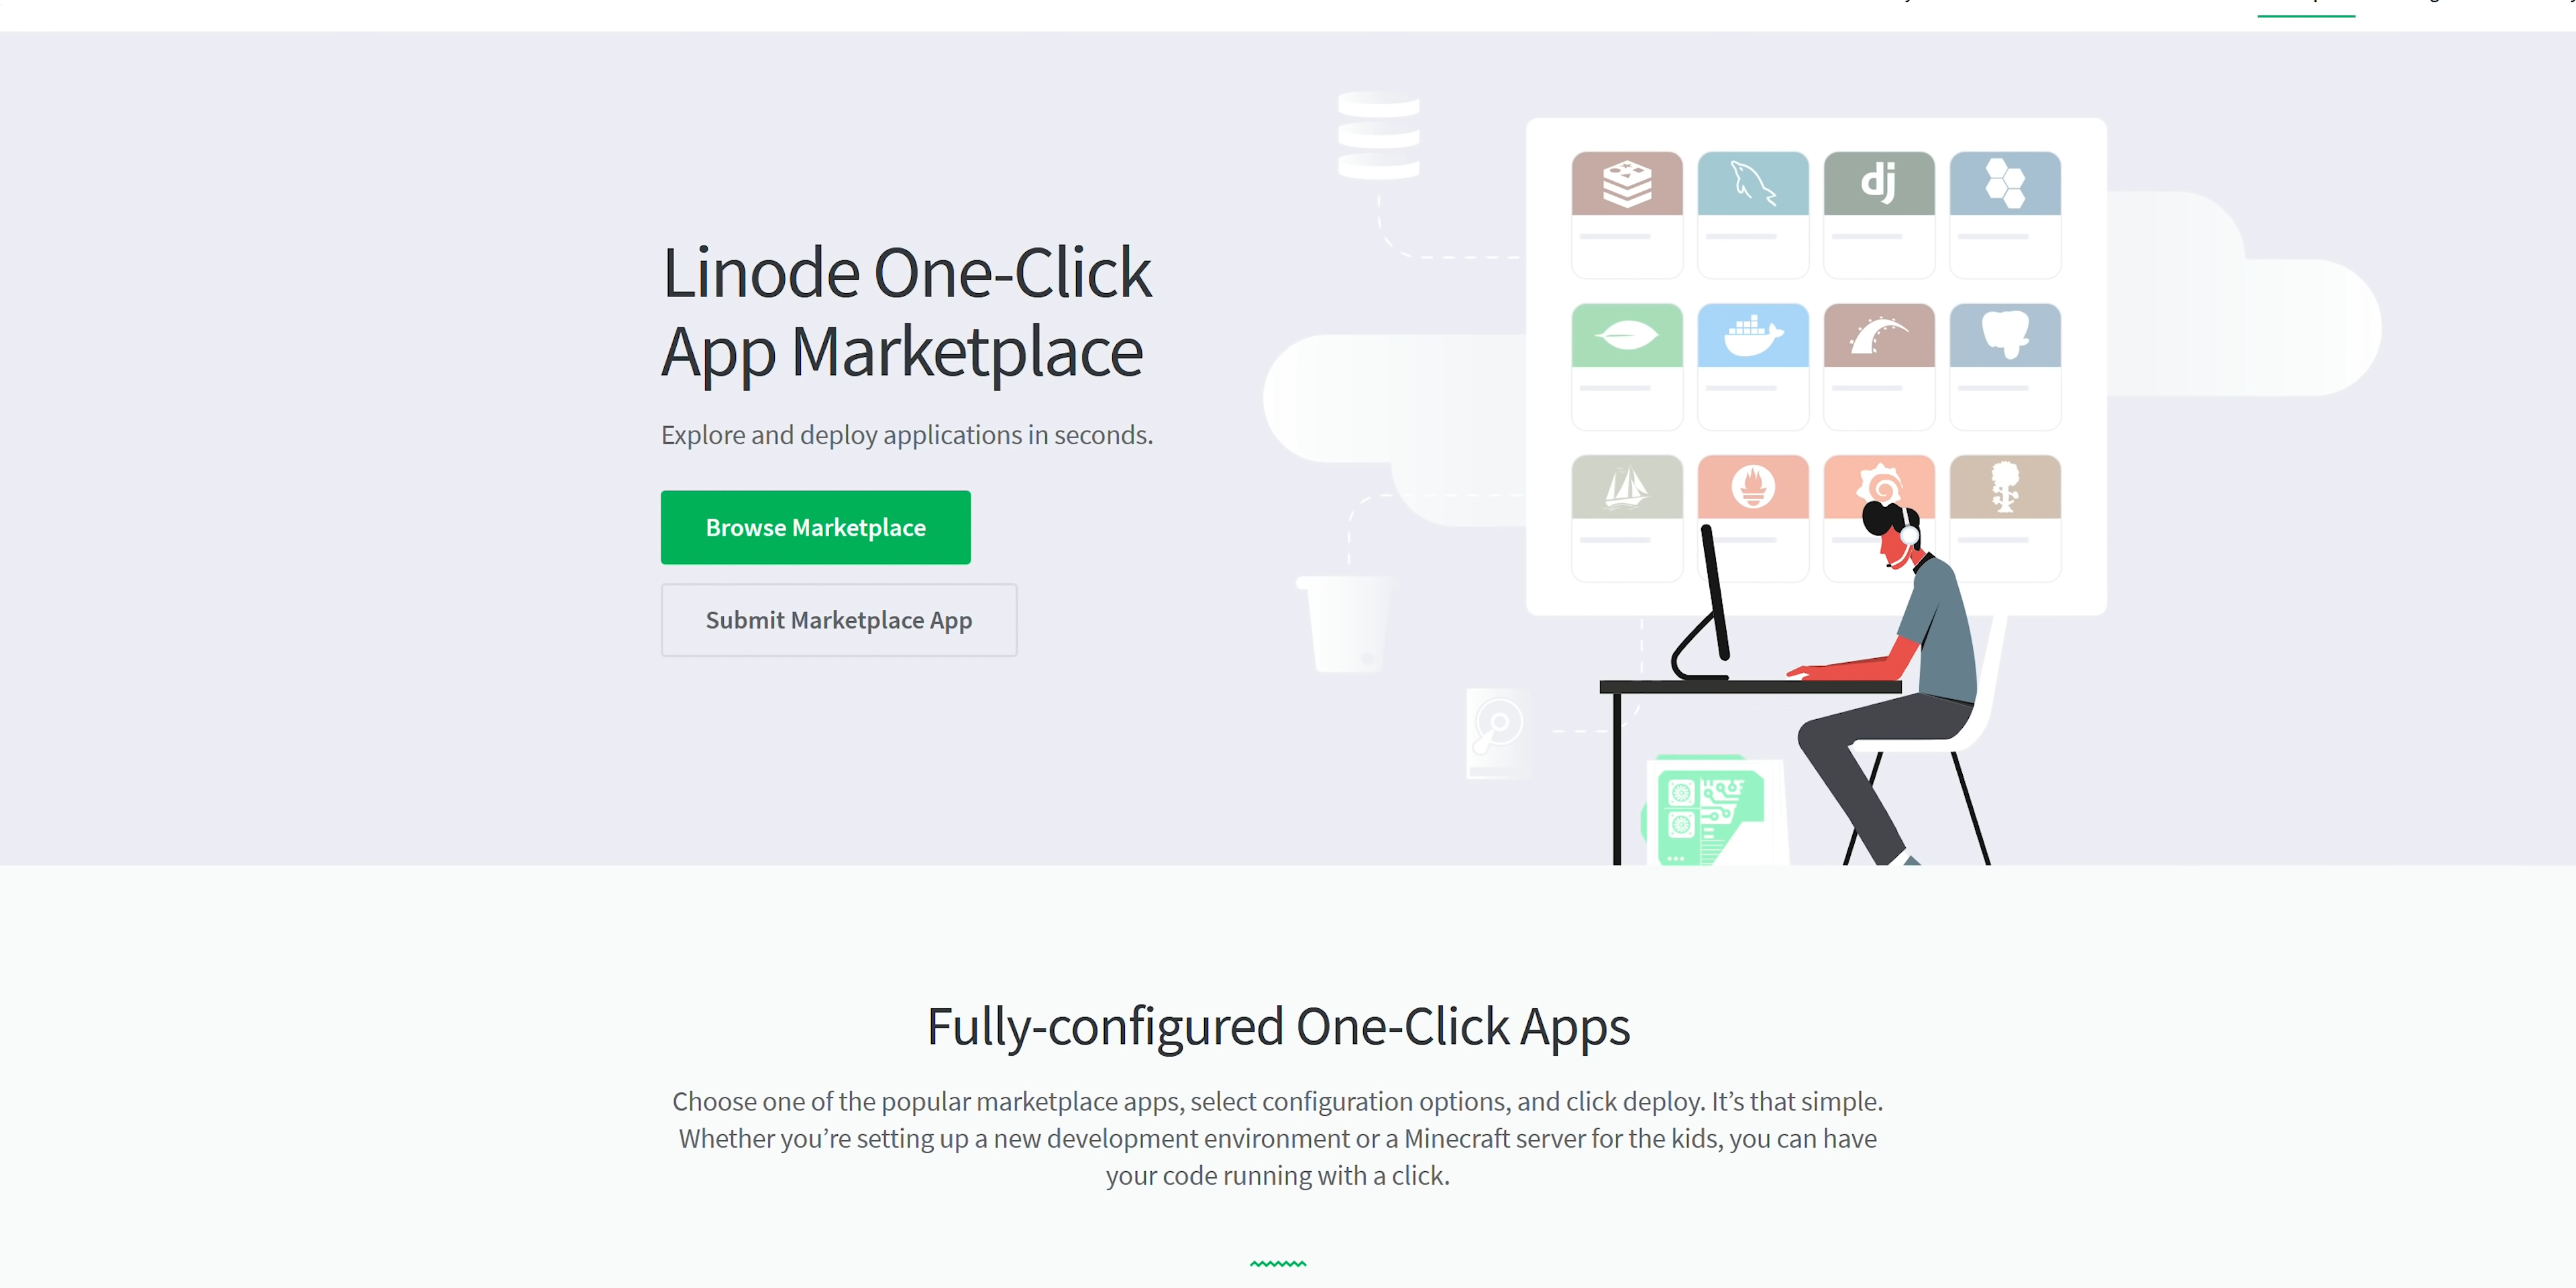 Linode One-Click
App Marketplace
Explore and deploy applications in seconds.
Browse Marketplace
Submit Marketplace App
dj
Fully-configured One-Click Apps
Choose one of the popular marketplace apps, select configuration options, and click deploy. It’s that simple.
Whether you’re setting up a new development environment or a Minecraft server for the kids, you can have
your code running with a click.